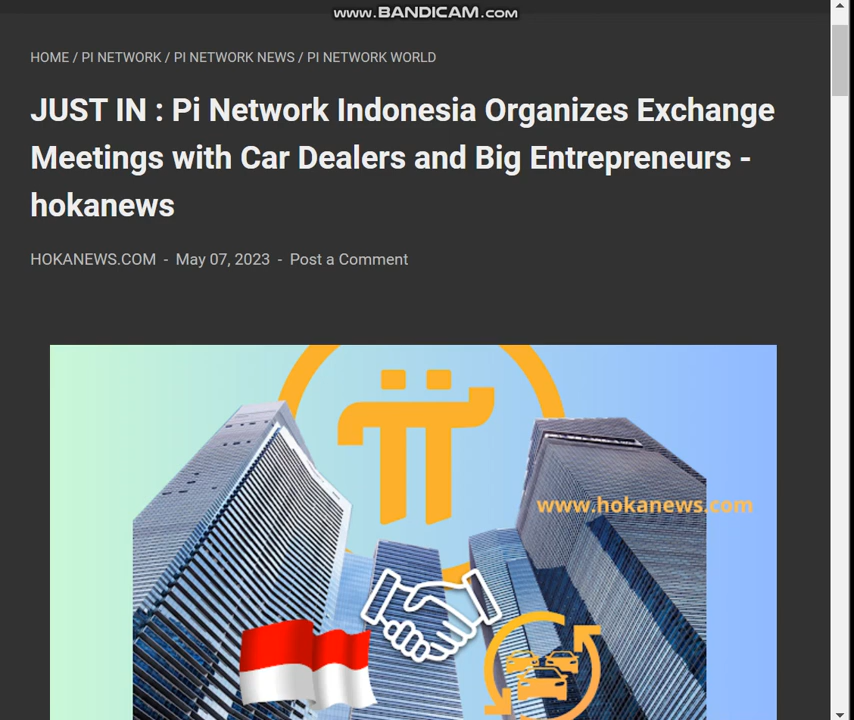 www.BANDICAM.com
HOME / PI NETWORK / PI NETWORK NEWS / PI NETWORK WORLD
JUST IN : Pi Network Indonesia Organizes Exchange
Meetings with Car Dealers and Big Entrepreneurs -
hokanews
HOKANEWS.COM - May 07, 2023 - Post a Comment
www.hokanews.com